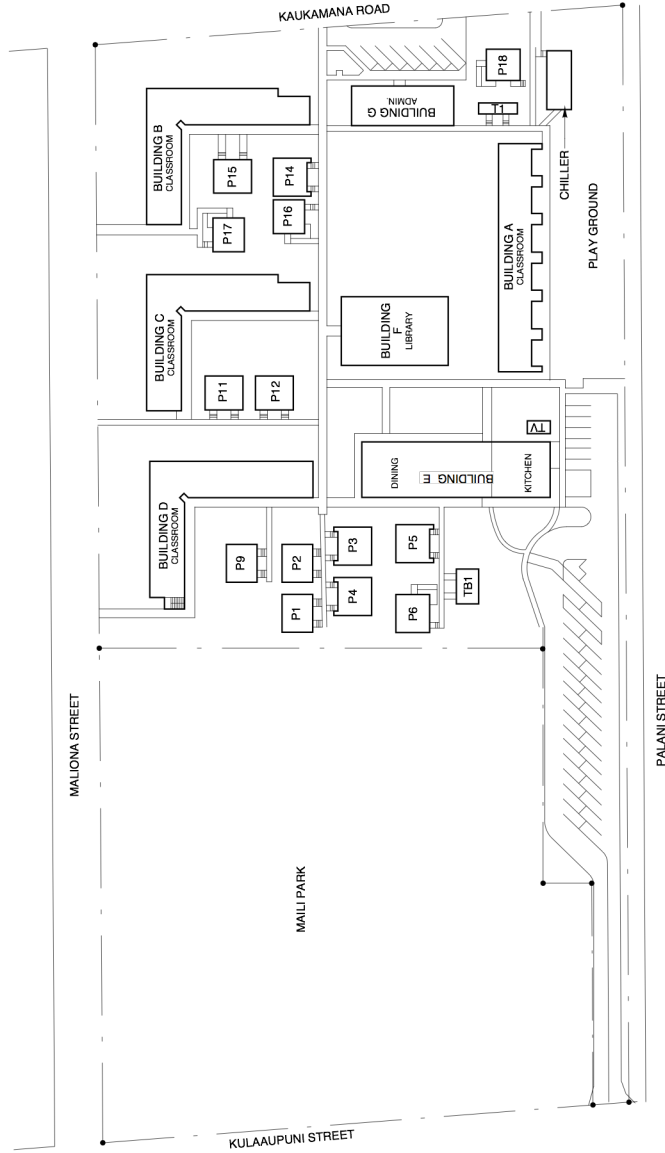 KAUKAMANA ROAD
P18
T1
BUILDING G
ADMIN.
CHILLER
PLAY GROUND
BUILDING B
CLASSROOM
P15
P14
P16
P17
BUILDING A
CLASSROOM
BUILDING
F
LIBRARY
BUILDING C
CLASSROOM
P11
P12
TV
DINING
BUILDING E
KITCHEN
BUILDING D
CLASSROOM
P9
P2
P3
P5
P1
P4
P6
TB1
MALIONA STREET
PALANI STREET
MAILI PARK
KULAAUPUNI STREET